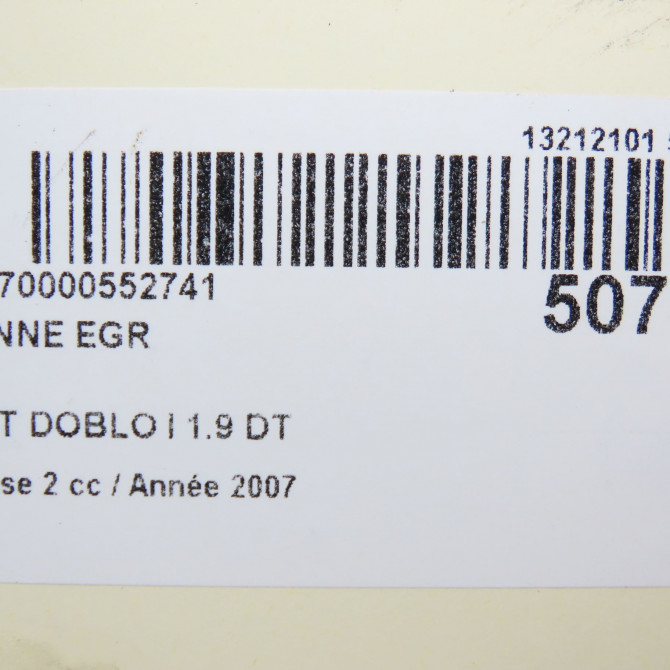 13212101
70000552741
507
NNE EGR
T DOBLO I 1.9 DT
se 2 cc / Année 2007